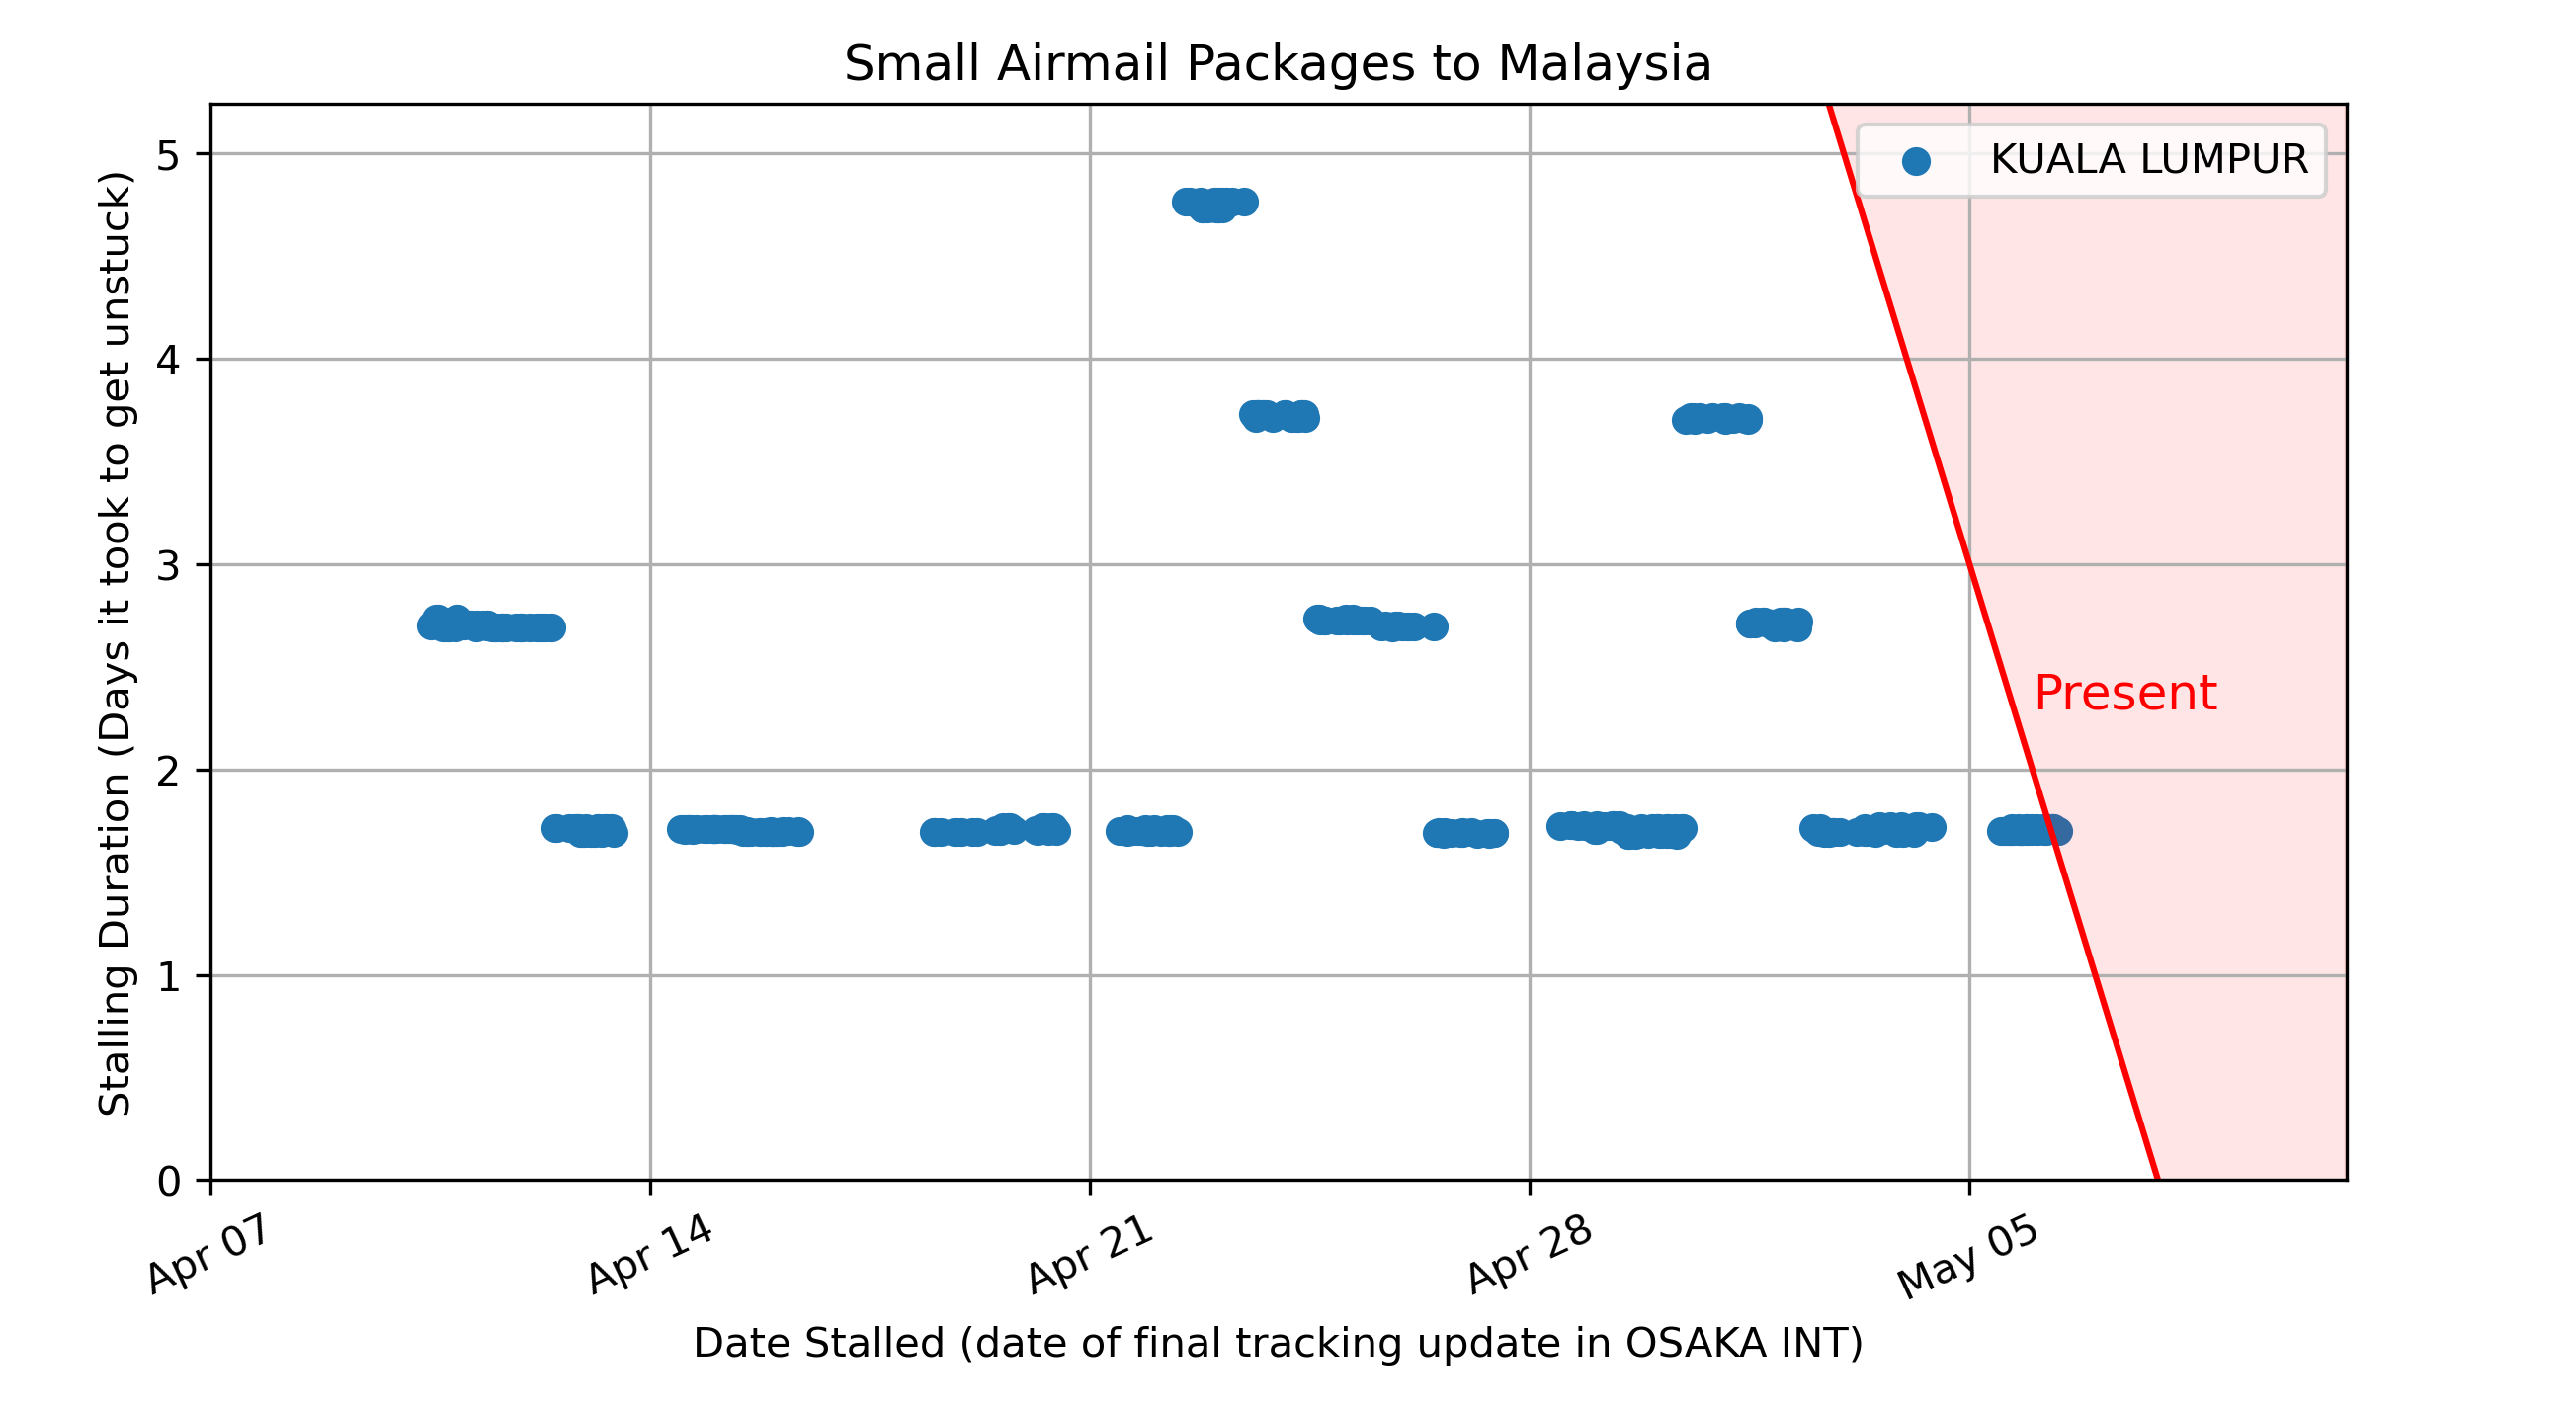 Small Airmail Packages to Malaysia
KUALA LUMPUR
Stalling Duration (Days it took to get unstuck)
5
4
3
2
1
0
Present
Apr 07
Apr 14
Apr 21
Apr 28
May 05
Date Stalled (date of final tracking update in OSAKA INT)